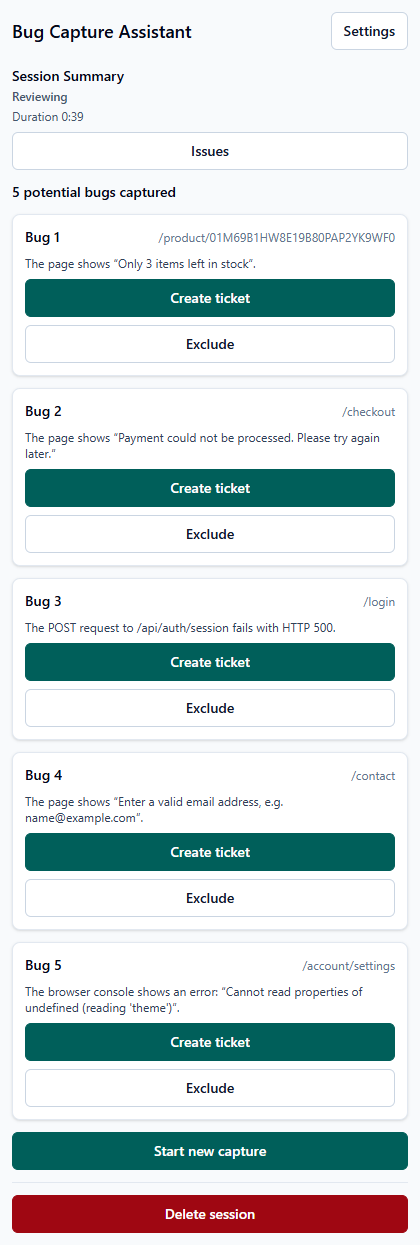 Bug Capture Assistant
Settings
Session Summary
Reviewing
Duration 0:39
Issues
5 potential bugs captured
Bug 1
/product/01M69B1HW8E19B80PAP2YK9WF0
The page shows “Only 3 items left in stock”.
Create ticket
Exclude
Bug 2
/checkout
The page shows “Payment could not be processed. Please try again
later.”
Create ticket
Exclude
Bug 3
/login
The POST request to /api/auth/session fails with HTTP 500.
Create ticket
Exclude
Bug 4
/contact
The page shows “Enter a valid email address, e.g.
name@example.com”.
Create ticket
Exclude
Bug 5
/account/settings
The browser console shows an error: “Cannot read properties of
undefined (reading 'theme')”.
Create ticket
Exclude
Start new capture
Delete session